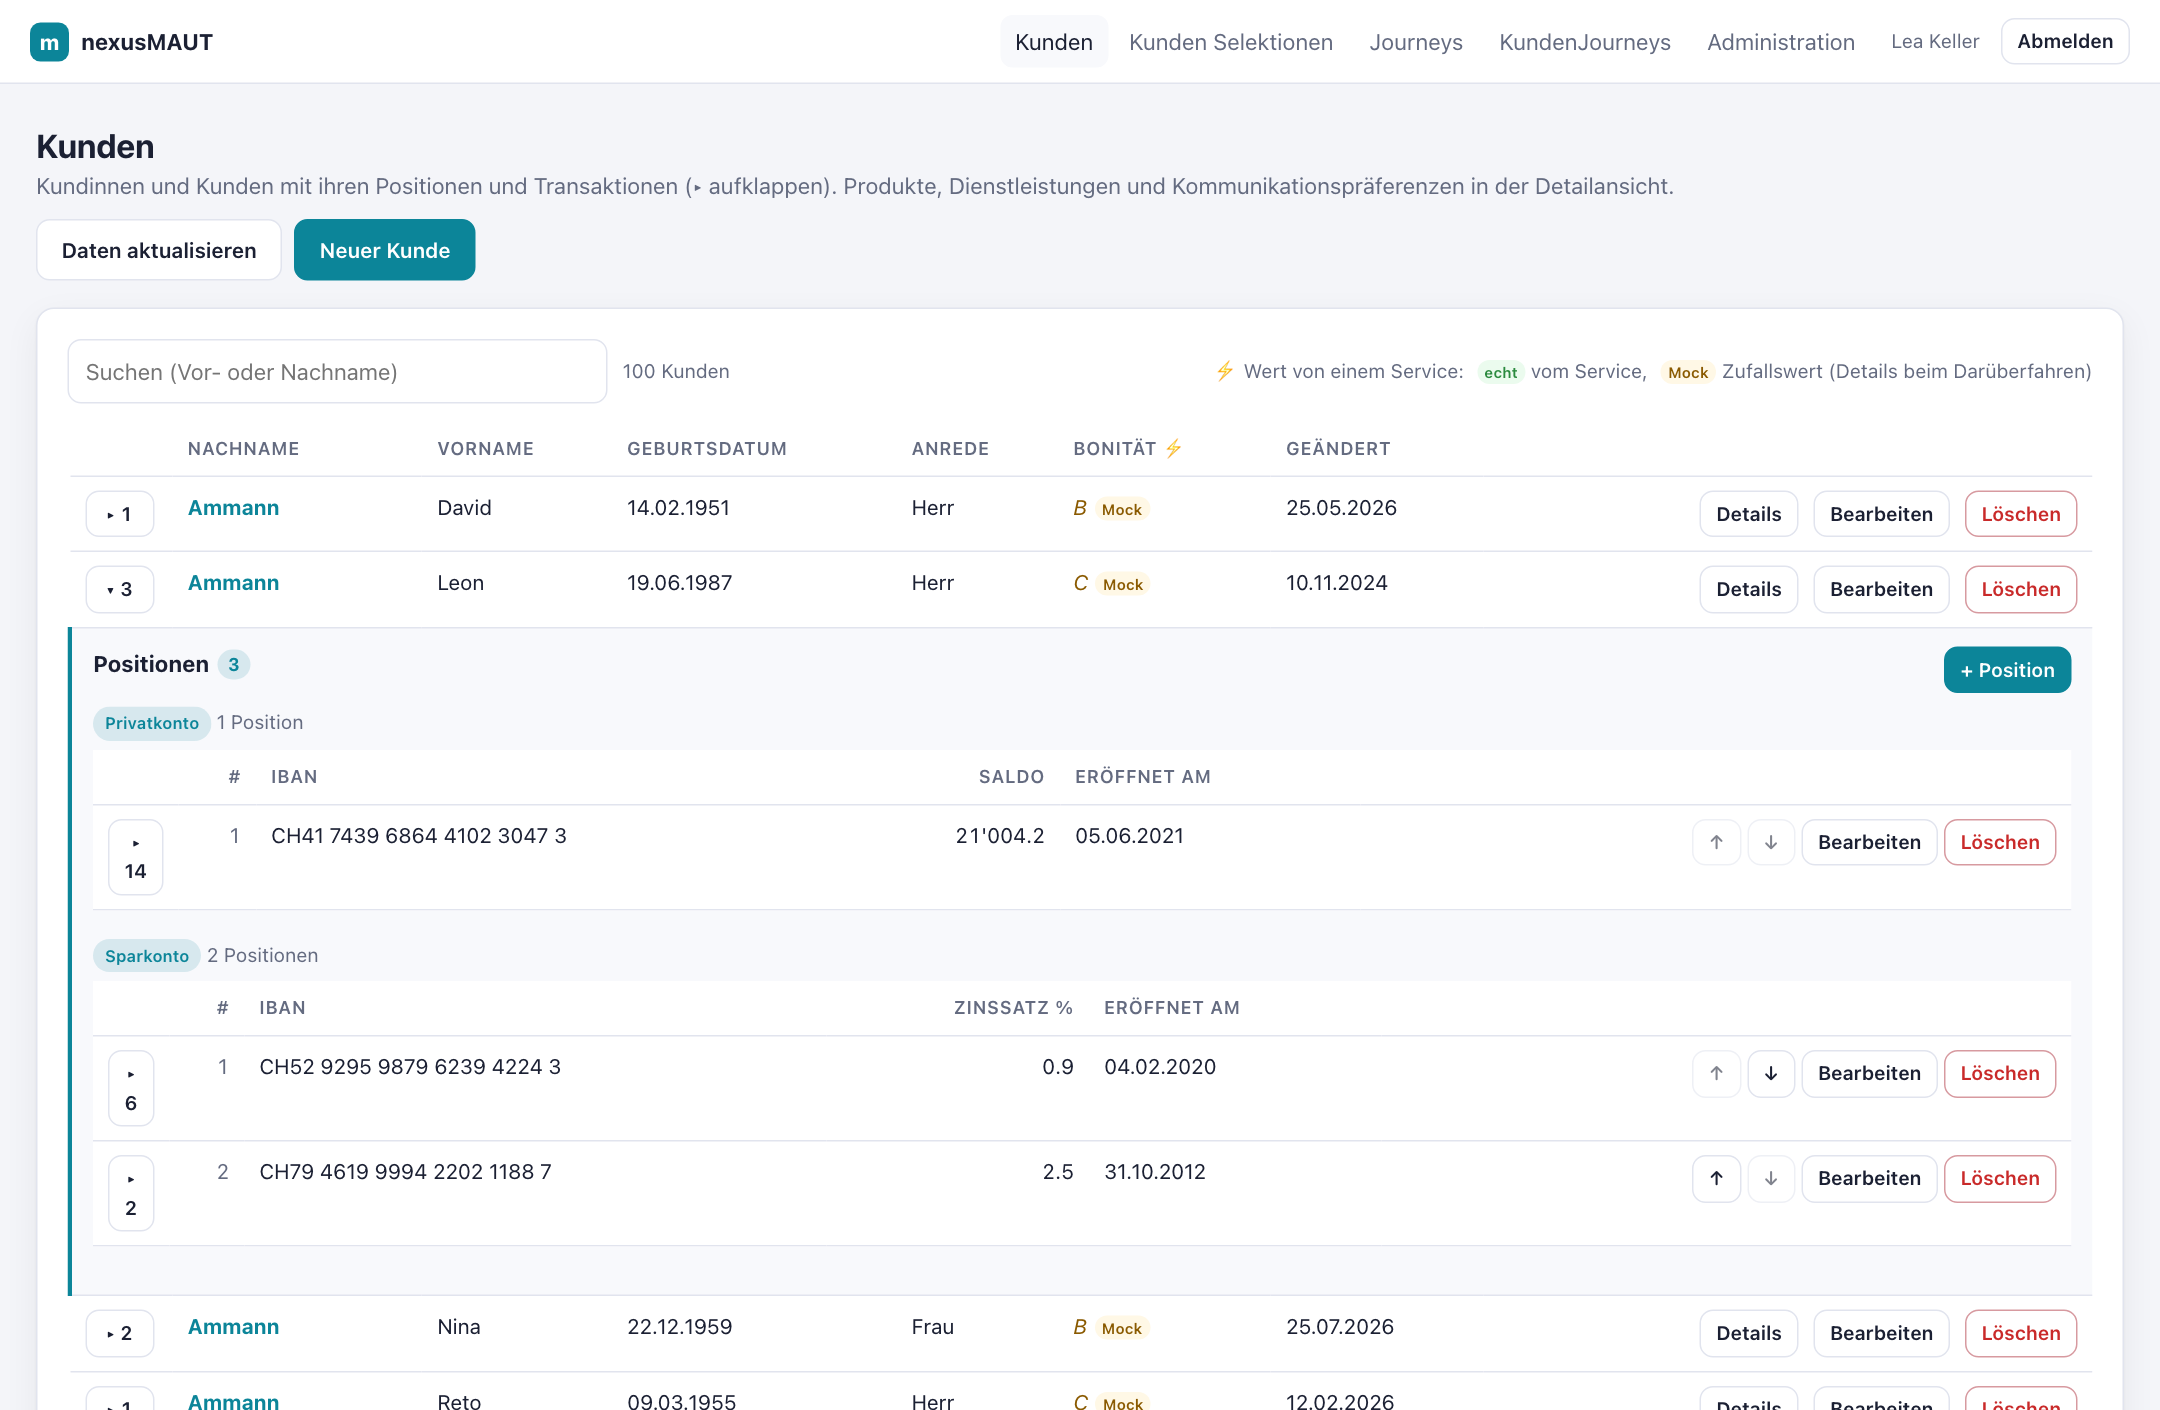 m nexusMAUT Kunden Kunden Selektionen Journeys KundenJourneys Administration Lea Keller Abmelden
Kunden
Kundinnen und Kunden mit ihren Positionen und Transaktionen (▸ aufklappen). Produkte, Dienstleistungen und Kommunikationspräferenzen in der Detailansicht.
Daten aktualisieren Neuer Kunde
Suchen (Vor- oder Nachname) 100 Kunden ⚡ Wert von einem Service: echt vom Service, Mock Zufallswert (Details beim Darüberfahren)
NACHNAME VORNAME GEBURTSDATUM ANREDE BONITÄT ⚡ GEÄNDERT
▸ 1 Ammann David 14.02.1951 Herr B Mock 25.05.2026 Details Bearbeiten Löschen
▾ 3 Ammann Leon 19.06.1987 Herr C Mock 10.11.2024 Details Bearbeiten Löschen
Positionen 3 + Position
Privatkonto 1 Position
# IBAN SALDO ERÖFFNET AM
▸ 14 1 CH41 7439 6864 4102 3047 3 21'004.2 05.06.2021 ↑ ↓ Bearbeiten Löschen
Sparkonto 2 Positionen
# IBAN ZINSSATZ % ERÖFFNET AM
▸ 6 1 CH52 9295 9879 6239 4224 3 0.9 04.02.2020 ↑ ↓ Bearbeiten Löschen
▸ 2 2 CH79 4619 9994 2202 1188 7 2.5 31.10.2012 ↑ ↓ Bearbeiten Löschen
▸ 2 Ammann Nina 22.12.1959 Frau B Mock 25.07.2026 Details Bearbeiten Löschen
▸ 1 Ammann Reto 09.03.1955 Herr C Mock 12.02.2026 Details Bearbeiten Löschen